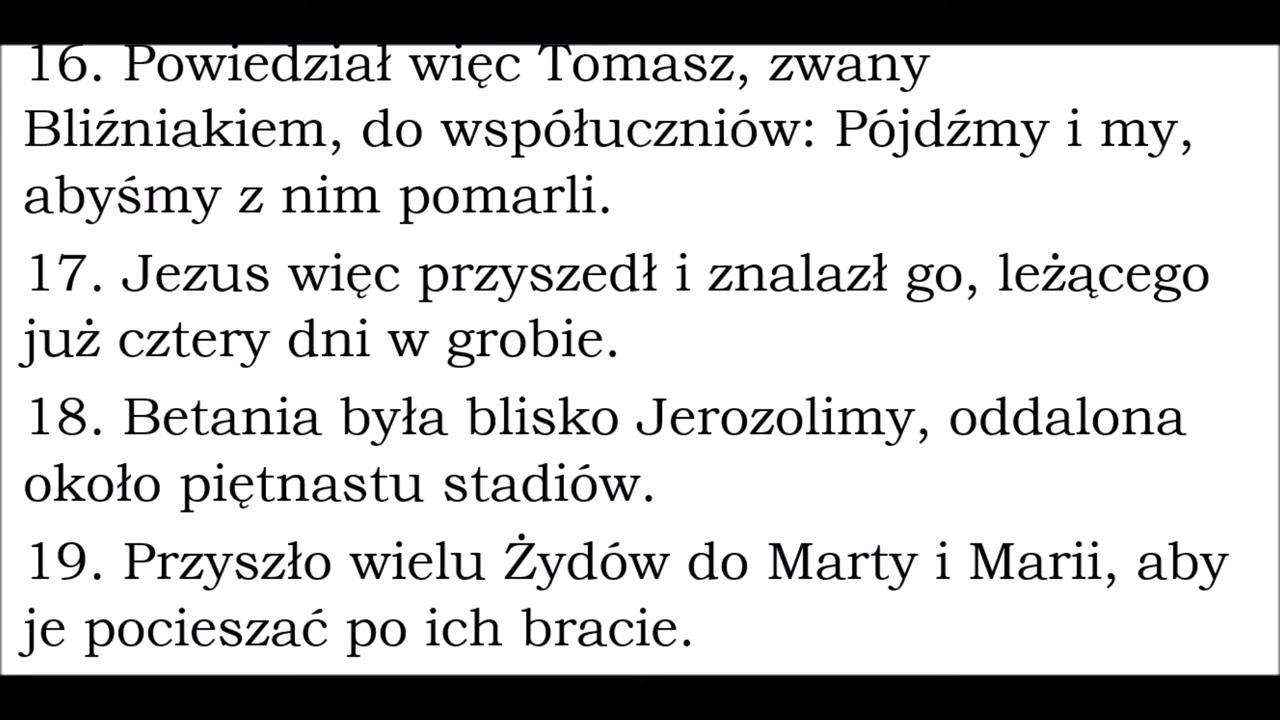 16. Powiedział więc Tomasz, zwany
Bliźniakiem, do współuczniów: Pójdźmy i my,
abyśmy z nim pomarli.
17. Jezus więc przyszedł i znalazł go, leżącego
już cztery dni w grobie.
18. Betania była blisko Jerozolimy, oddalona
około piętnastu stadiów.
19. Przyszło wielu Żydów do Marty i Marii, aby
je pocieszać po ich bracie.